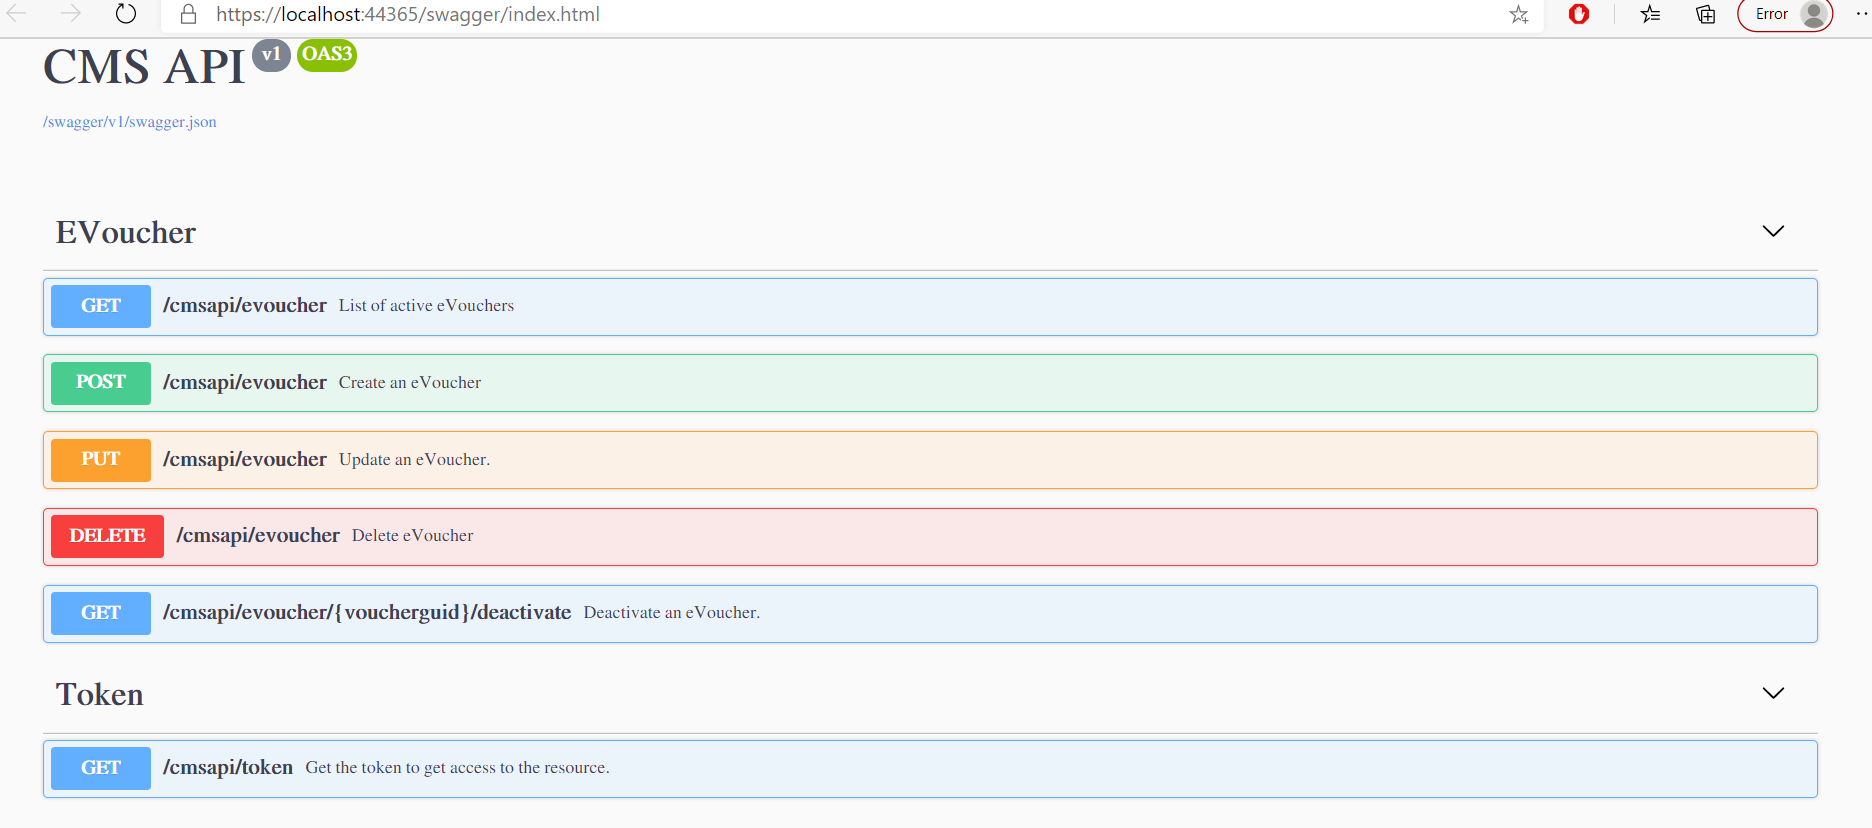 https://localhost:44365/swagger/index.html
Error
CMS API v1 OAS3
/swagger/v1/swagger.json
EVoucher
GET /cmsapi/evoucher List of active eVouchers
POST /cmsapi/evoucher Create an eVoucher
PUT /cmsapi/evoucher Update an eVoucher.
DELETE /cmsapi/evoucher Delete eVoucher
GET /cmsapi/evoucher/{voucherguid}/deactivate Deactivate an eVoucher.
Token
GET /cmsapi/token Get the token to get access to the resource.